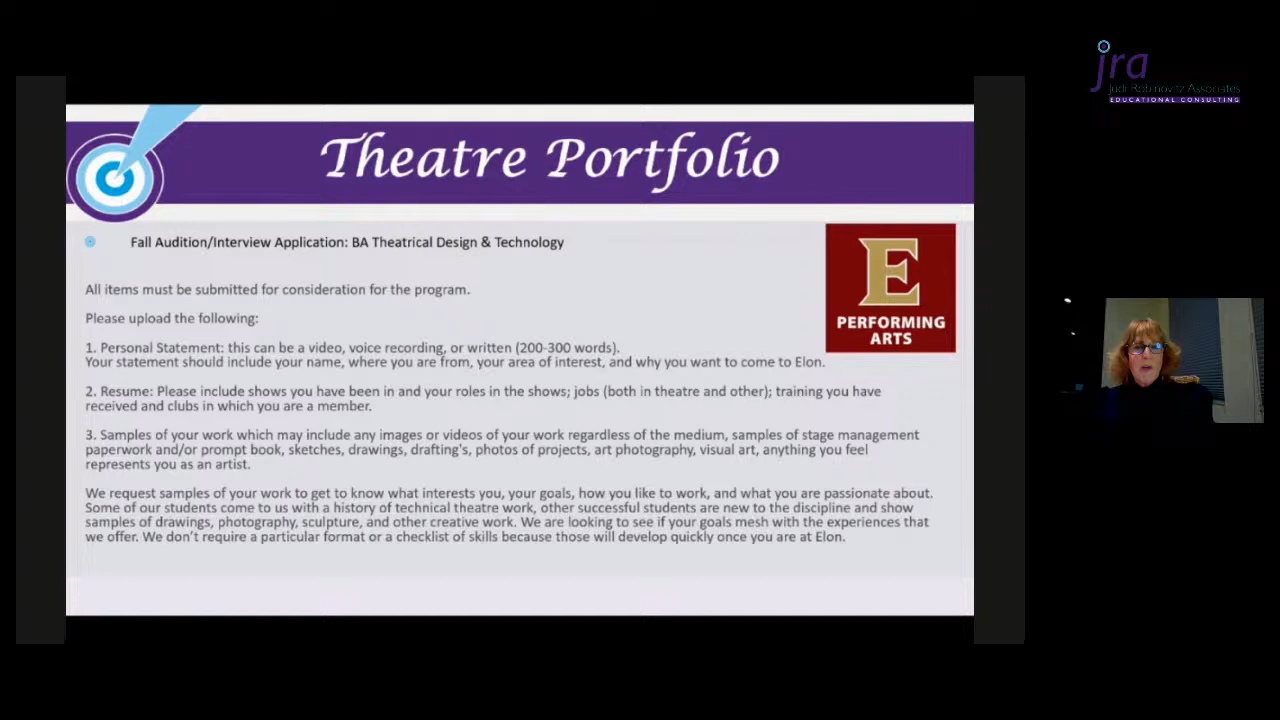 jra
Judi Robinovitz Associates
EDUCATIONAL CONSULTING
Theatre Portfolio
Fall Audition/Interview Application: BA Theatrical Design & Technology
E
PERFORMING
ARTS
All items must be submitted for consideration for the program.
Please upload the following:
1. Personal Statement: this can be a video, voice recording, or written (200-300 words).
Your statement should include your name, where you are from, your area of interest, and why you want to come to Elon.
2. Resume: Please include shows you have been in and your roles in the shows; jobs (both in theatre and other); training you have
received and clubs in which you are a member.
3. Samples of your work which may include any images or videos of your work regardless of the medium, samples of stage management
paperwork and/or prompt book, sketches, drawings, drafting's, photos of projects, art photography, visual art, anything you feel
represents you as an artist.
We request samples of your work to get to know what interests you, your goals, how you like to work, and what you are passionate about.
Some of our students come to us with a history of technical theatre work, other successful students are new to the discipline and show
samples of drawings, photography, sculpture, and other creative work. We are looking to see if your goals mesh with the experiences that
we offer. We don't require a particular format or a checklist of skills because those will develop quickly once you are at Elon.